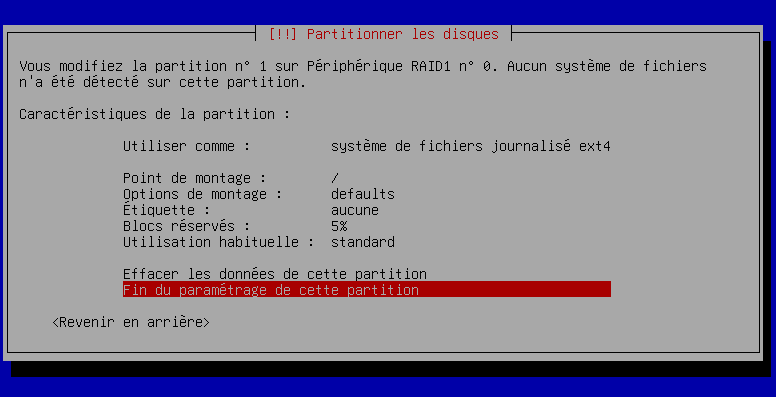 [!!] Partitionner les disques
Vous modifiez la partition n° 1 sur Périphérique RAID1 n° 0. Aucun système de fichiers
n'a été détecté sur cette partition.
Caractéristiques de la partition :
Utiliser comme : système de fichiers journalisé ext4
Point de montage : /
Options de montage : defaults
Étiquette : aucune
Blocs réservés : 5%
Utilisation habituelle : standard
Effacer les données de cette partition
Fin du paramétrage de cette partition
<Revenir en arrière>